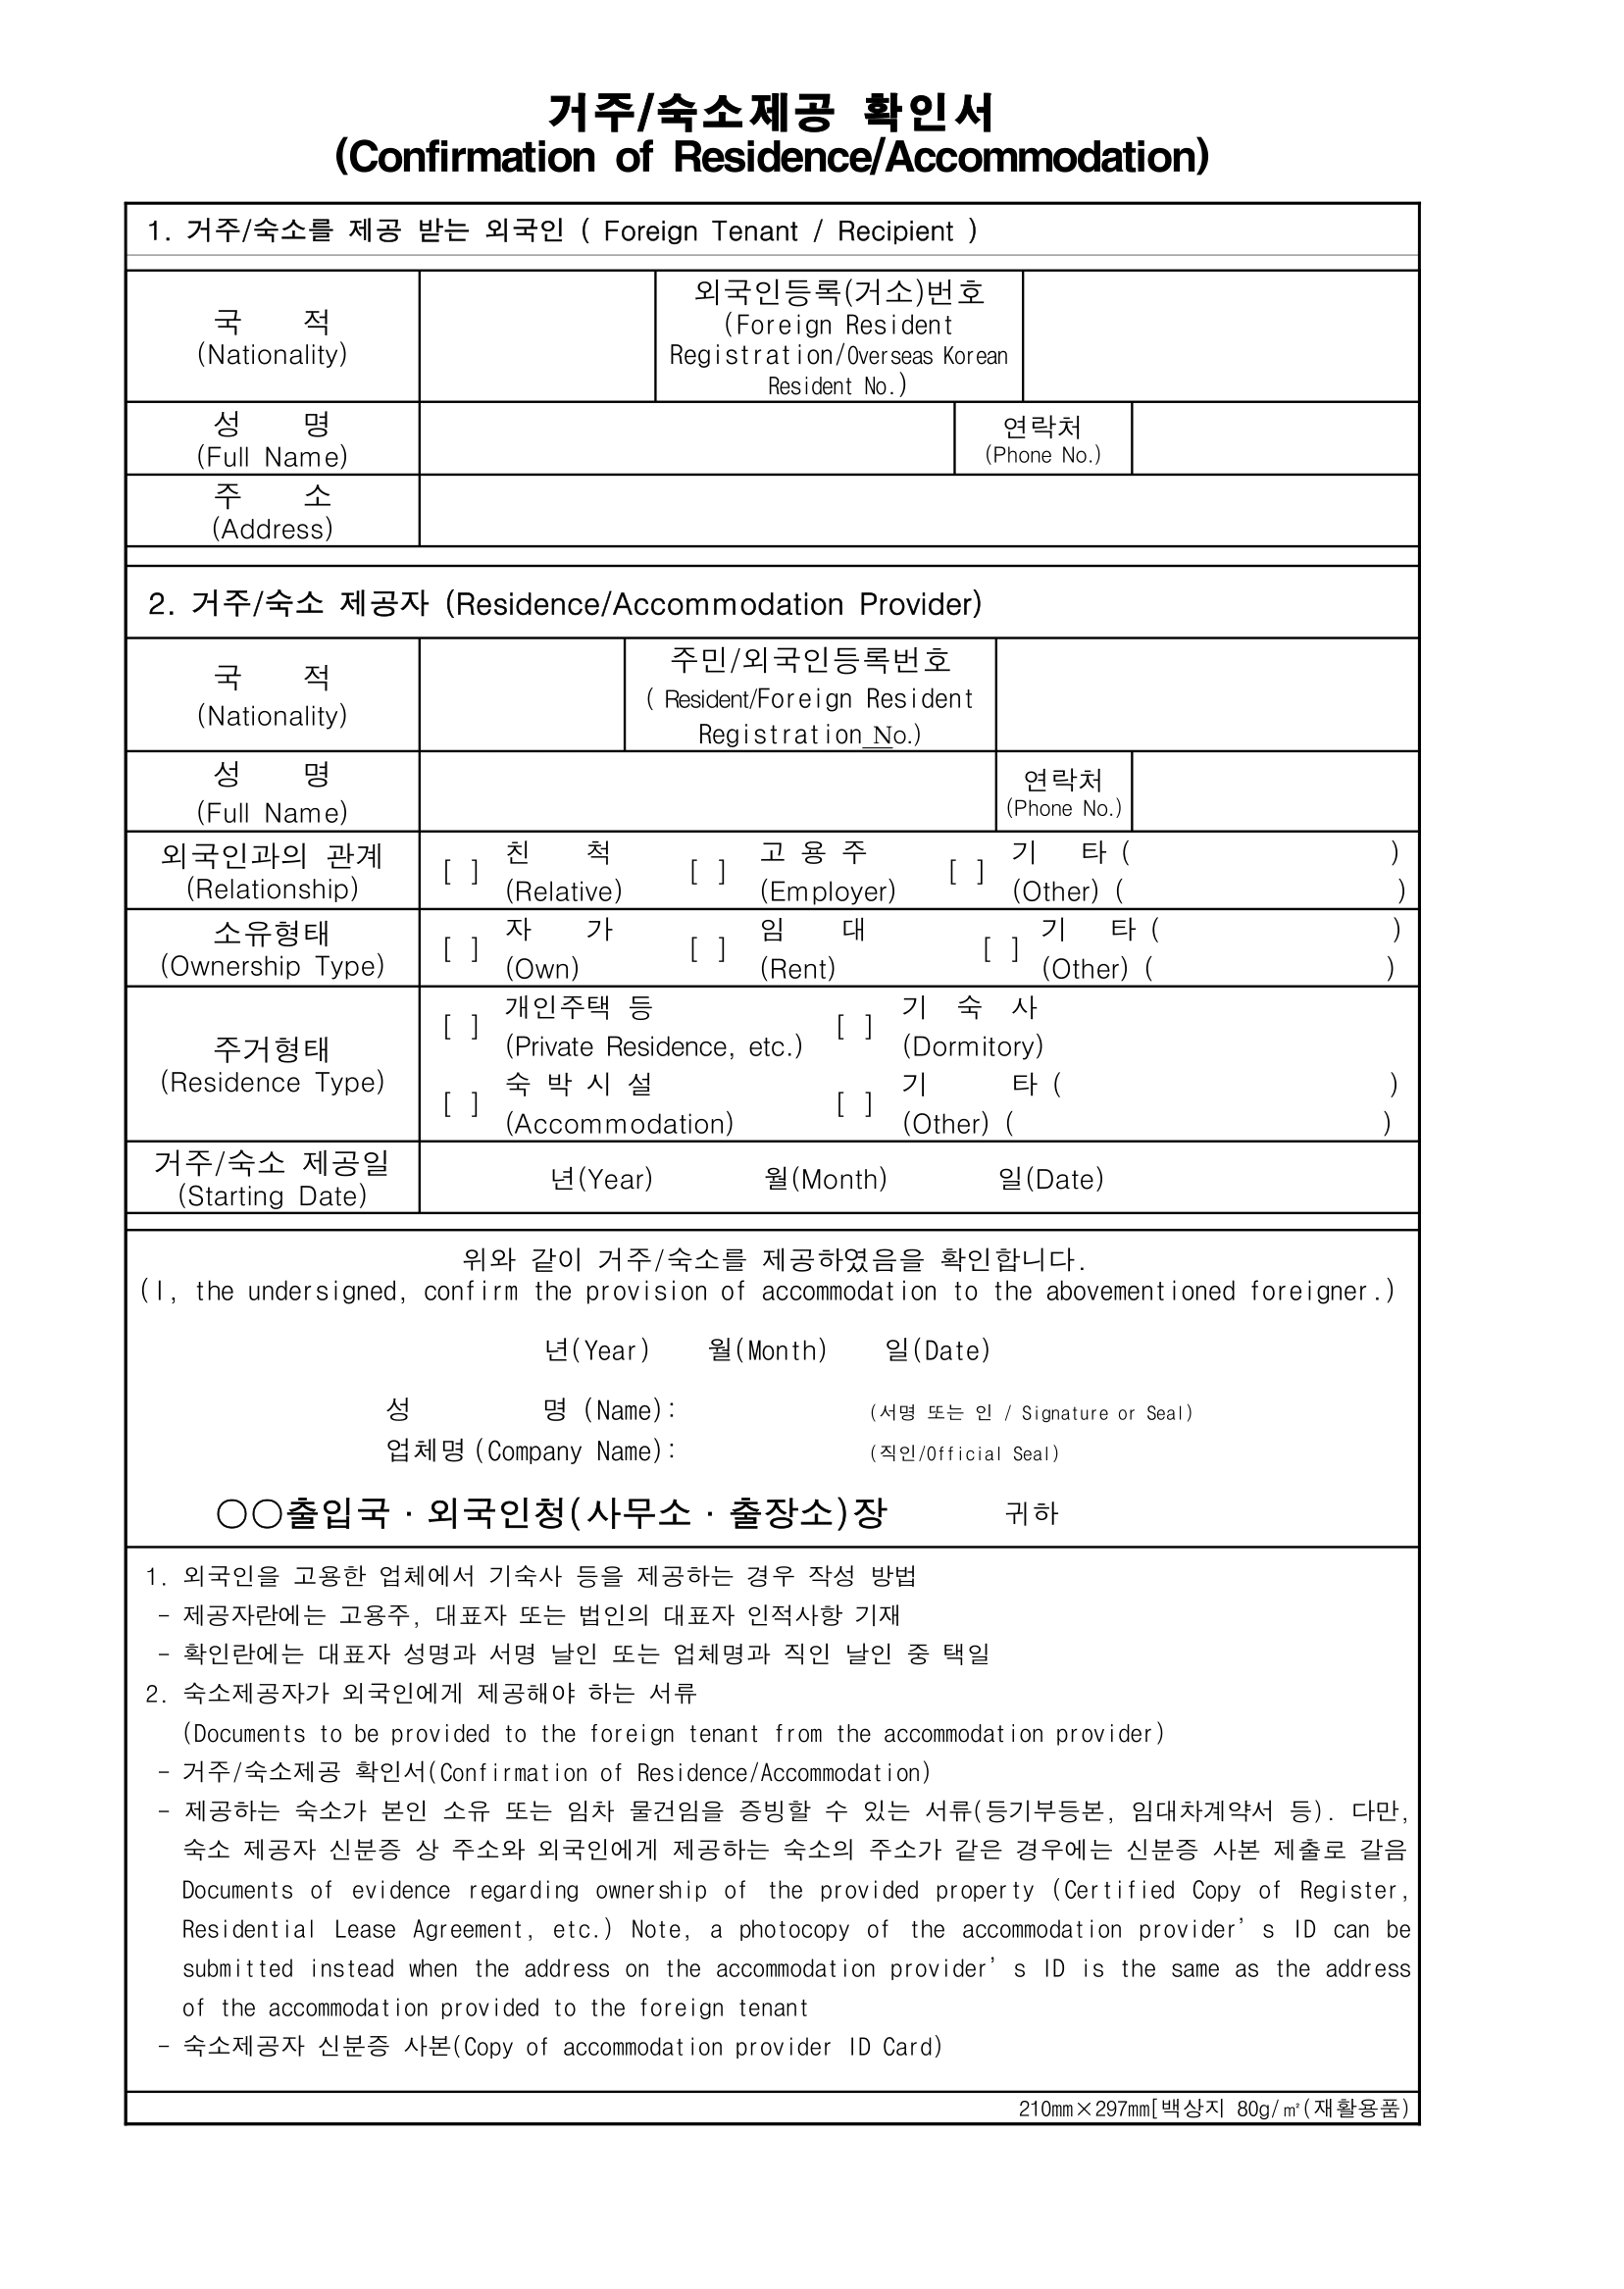 거주/숙소제공 확인서
(Confirmation of Residence/Accommodation)
1. 거주/숙소를 제공 받는 외국인 ( Foreign Tenant / Recipient )
국 적
(Nationality)
외국인등록(거소)번호
(Foreign Resident
Registration/Overseas Korean
Resident No.)
성 명
(Full Name)
연락처
(Phone No.)
주 소
(Address)
2. 거주/숙소 제공자 (Residence/Accommodation Provider)
국 적
(Nationality)
주민/외국인등록번호
( Resident/Foreign Resident
Registration No.)
성 명
(Full Name)
연락처
(Phone No.)
외국인과의 관계
(Relationship)
[ ] 친 척 [ ] 고 용 주 [ ] 기 타 ( )
(Relative) (Employer) (Other) ( )
소유형태
(Ownership Type)
[ ] 자 가 [ ] 임 대 [ ] 기 타 ( )
(Own) (Rent) (Other) ( )
주거형태
(Residence Type)
[ ] 개인주택 등 [ ] 기 숙 사
(Private Residence, etc.) (Dormitory)
[ ] 숙 박 시 설 [ ] 기 타 ( )
(Accommodation) (Other) ( )
거주/숙소 제공일
(Starting Date)
년(Year) 월(Month) 일(Date)
위와 같이 거주/숙소를 제공하였음을 확인합니다.
(I, the undersigned, confirm the provision of accommodation to the abovementioned foreigner.)
년(Year) 월(Month) 일(Date)
성 명 (Name): (서명 또는 인 / Signature or Seal)
업체명(Company Name): (직인/Official Seal)
○○출입국 · 외국인청(사무소 · 출장소)장 귀하
1. 외국인을 고용한 업체에서 기숙사 등을 제공하는 경우 작성 방법
- 제공자란에는 고용주, 대표자 또는 법인의 대표자 인적사항 기재
- 확인란에는 대표자 성명과 서명 날인 또는 업체명과 직인 날인 중 택일
2. 숙소제공자가 외국인에게 제공해야 하는 서류
(Documents to be provided to the foreign tenant from the accommodation provider)
- 거주/숙소제공 확인서(Confirmation of Residence/Accommodation)
- 제공하는 숙소가 본인 소유 또는 임차 물건임을 증빙할 수 있는 서류(등기부등본, 임대차계약서 등). 다만,
숙소 제공자 신분증 상 주소와 외국인에게 제공하는 숙소의 주소가 같은 경우에는 신분증 사본 제출로 갈음
Documents of evidence regarding ownership of the provided property (Certified Copy of Register,
Residential Lease Agreement, etc.) Note, a photocopy of the accommodation provider's ID can be
submitted instead when the address on the accommodation provider's ID is the same as the address
of the accommodation provided to the foreign tenant
- 숙소제공자 신분증 사본(Copy of accommodation provider ID Card)
210mm×297mm[백상지 80g/㎡(재활용품)